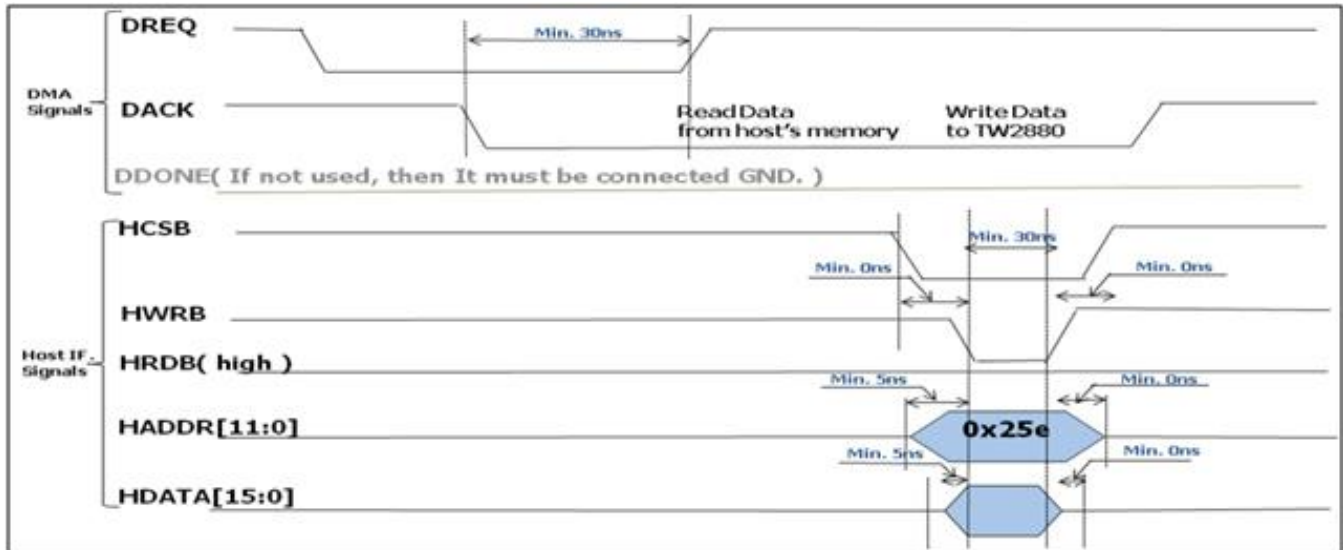 DREQ
Min. 30ns
DMA
Signals
DACK
Read Data
from host's memory
Write Data
to TW2880
DDONE( If not used, then It must be connected GND. )
HCSB
Min. 30ns
Min. 0ns
Min. 0ns
HWRB
Host IF.
Signals
HRDB( high )
Min. 5ns
Min. 0ns
HADDR[11:0]
0x25e
Min. 5ns
Min. 0ns
HDATA[15:0]